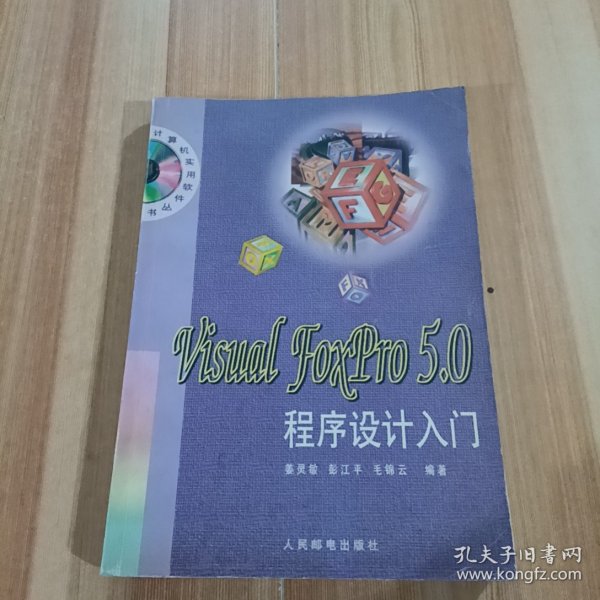 计算机实用软件丛书
Visual FoxPro 5.0
程序设计入门
姜灵敏 彭江平 毛锦云 编著
人民邮电出版社
孔夫子旧书网
www.kongfz.com